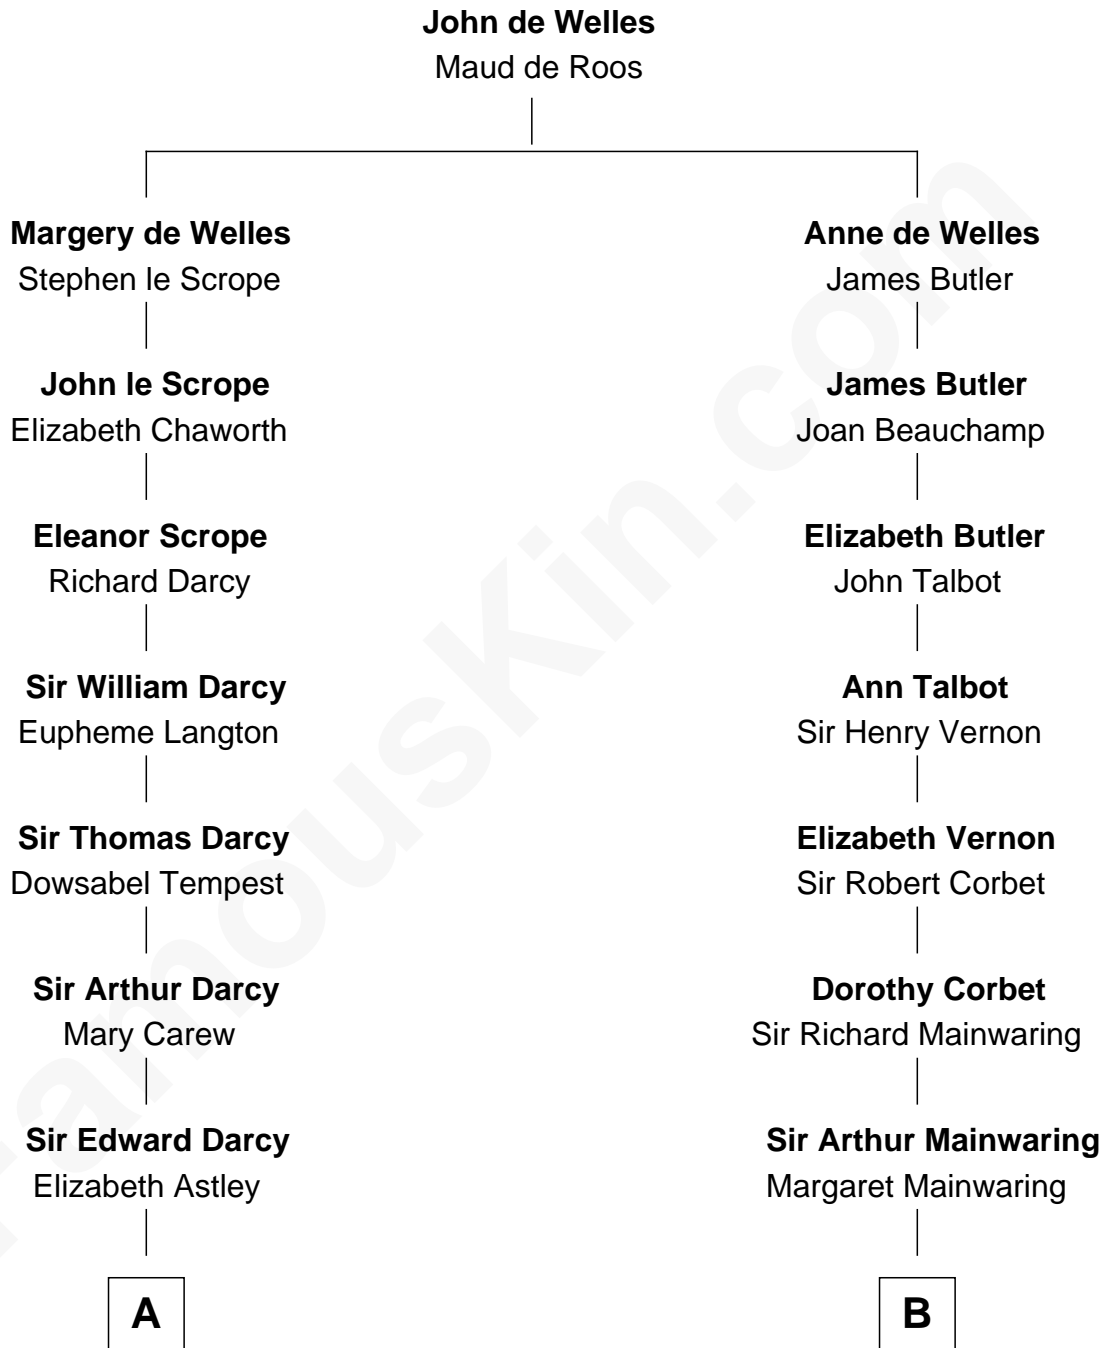 John de Welles
Maud de Roos
Margery de Welles
Stephen le Scrope
Anne de Welles
James Butler
John le Scrope
Elizabeth Chaworth
James Butler
Joan Beauchamp
Eleanor Scrope
Richard Darcy
Elizabeth Butler
John Talbot
Sir William Darcy
Eupheme Langton
Ann Talbot
Sir Henry Vernon
Sir Thomas Darcy
Dowsabel Tempest
Elizabeth Vernon
Sir Robert Corbet
Sir Arthur Darcy
Mary Carew
Dorothy Corbet
Sir Richard Mainwaring
Sir Edward Darcy
Elizabeth Astley
Sir Arthur Mainwaring
Margaret Mainwaring
A
B
FamousKin.com